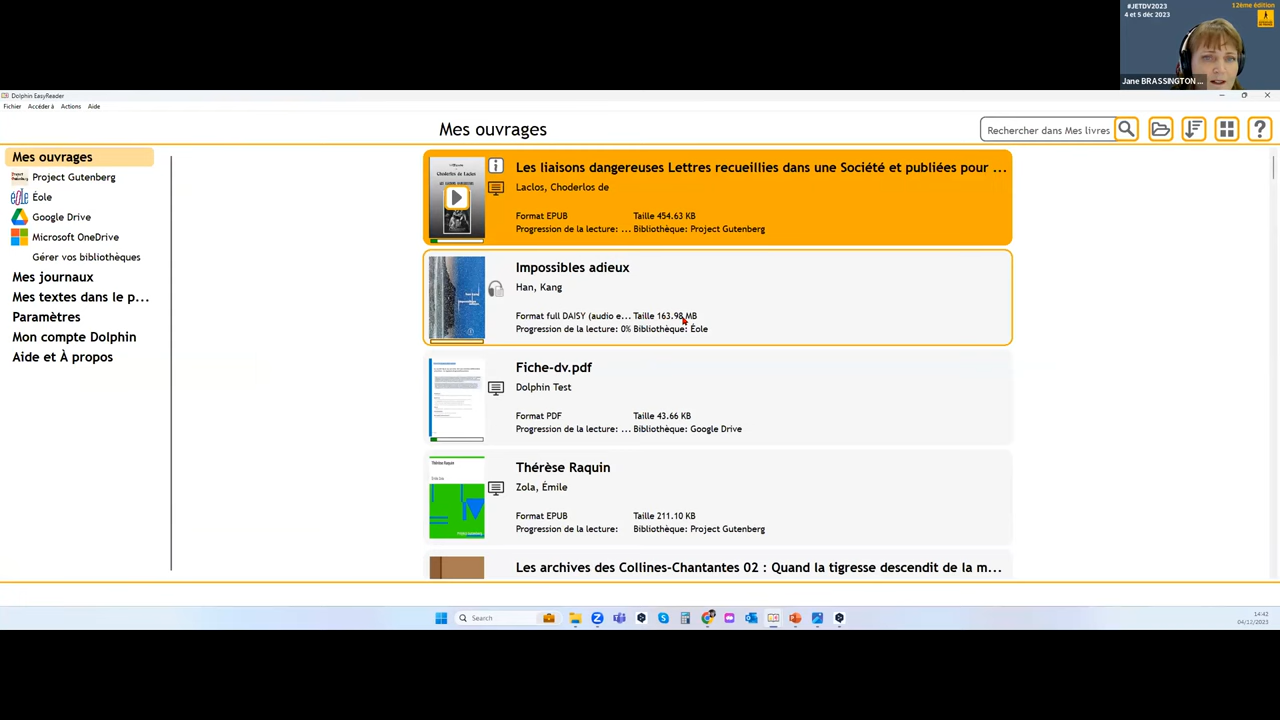 #JETDV2023
12ème édition
4 et 5 déc 2023
Jane BRASSINGTON ...
Dolphin EasyReader
Fichier Accéder à Actions Aide
Mes ouvrages
Rechercher dans Mes livres
Mes ouvrages
Project Gutenberg
Éole
Google Drive
Microsoft OneDrive
Gérer vos bibliothèques
Mes journaux
Mes textes dans le p...
Paramètres
Mon compte Dolphin
Aide et À propos
Les liaisons dangereuses Lettres recueillies dans une Société et publiées pour ...
Laclos, Choderlos de
Format EPUB Taille 454.63 KB
Progression de la lecture: ... Bibliothèque: Project Gutenberg
Impossibles adieux
Han, Kang
Format full DAISY (audio e... Taille 163.98 MB
Progression de la lecture: 0% Bibliothèque: Éole
Fiche-dv.pdf
Dolphin Test
Format PDF Taille 43.66 KB
Progression de la lecture: ... Bibliothèque: Google Drive
Thérèse Raquin
Zola, Émile
Format EPUB Taille 211.10 KB
Progression de la lecture: Bibliothèque: Project Gutenberg
Les archives des Collines-Chantantes 02 : Quand la tigresse descendit de la m...
Search
14:42
04/12/2023